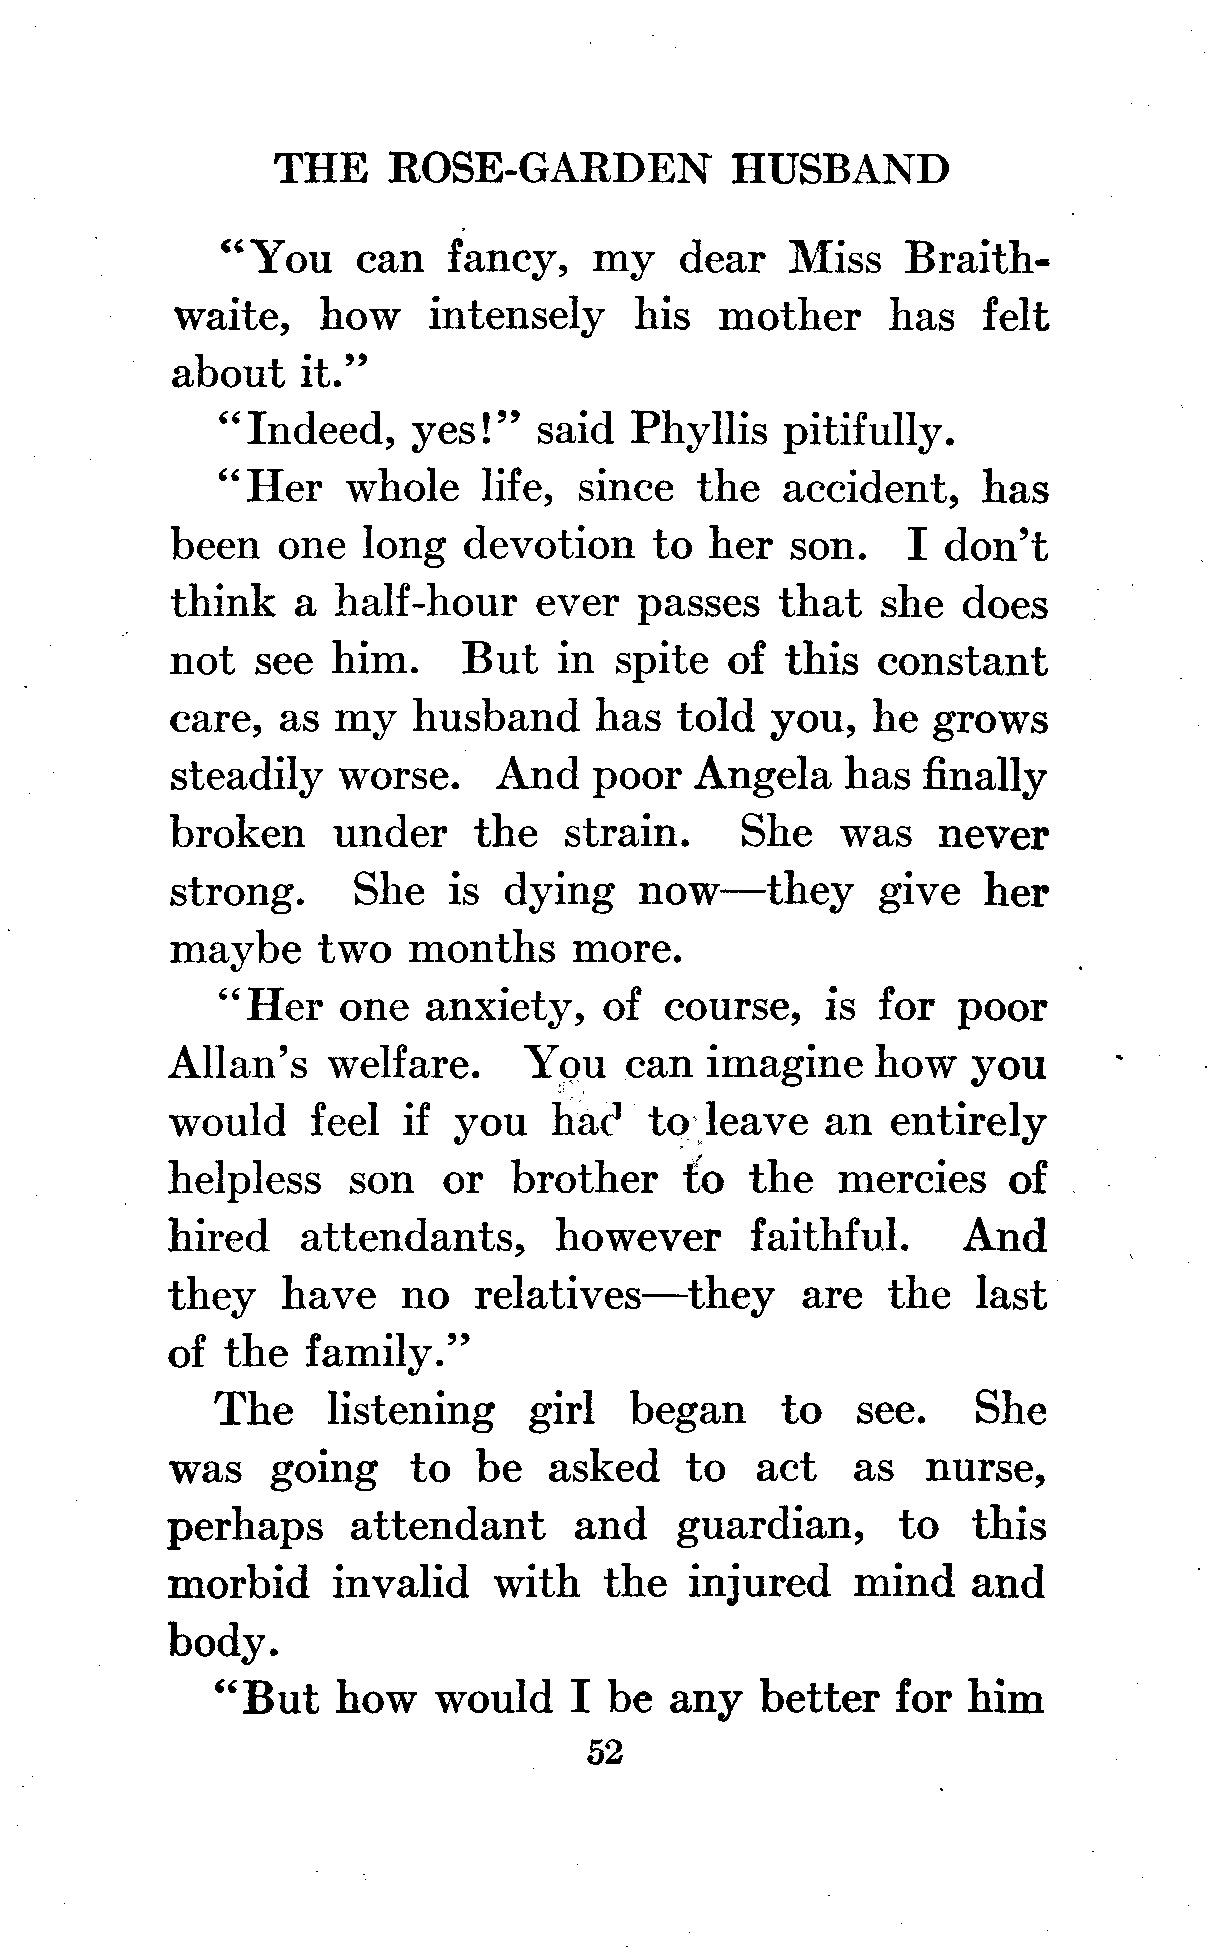 THE ROSE-GARDEN HUSBAND
“You can fancy, my dear Miss Braith-
waite, how intensely his mother has felt
about it.”
“Indeed, yes!” said Phyllis pitifully.
“Her whole life, since the accident, has
been one long devotion to her son. I don’t
think a half-hour ever passes that she does
not see him. But in spite of this constant
care, as my husband has told you, he grows
steadily worse. And poor Angela has finally
broken under the strain. She was never
strong. She is dying now—they give her
maybe two months more.
“Her one anxiety, of course, is for poor
Allan’s welfare. You can imagine how you
would feel if you had to leave an entirely
helpless son or brother to the mercies of
hired attendants, however faithful. And
they have no relatives—they are the last
of the family.”
The listening girl began to see. She
was going to be asked to act as nurse,
perhaps attendant and guardian, to this
morbid invalid with the injured mind and
body.
“But how would I be any better for him
52